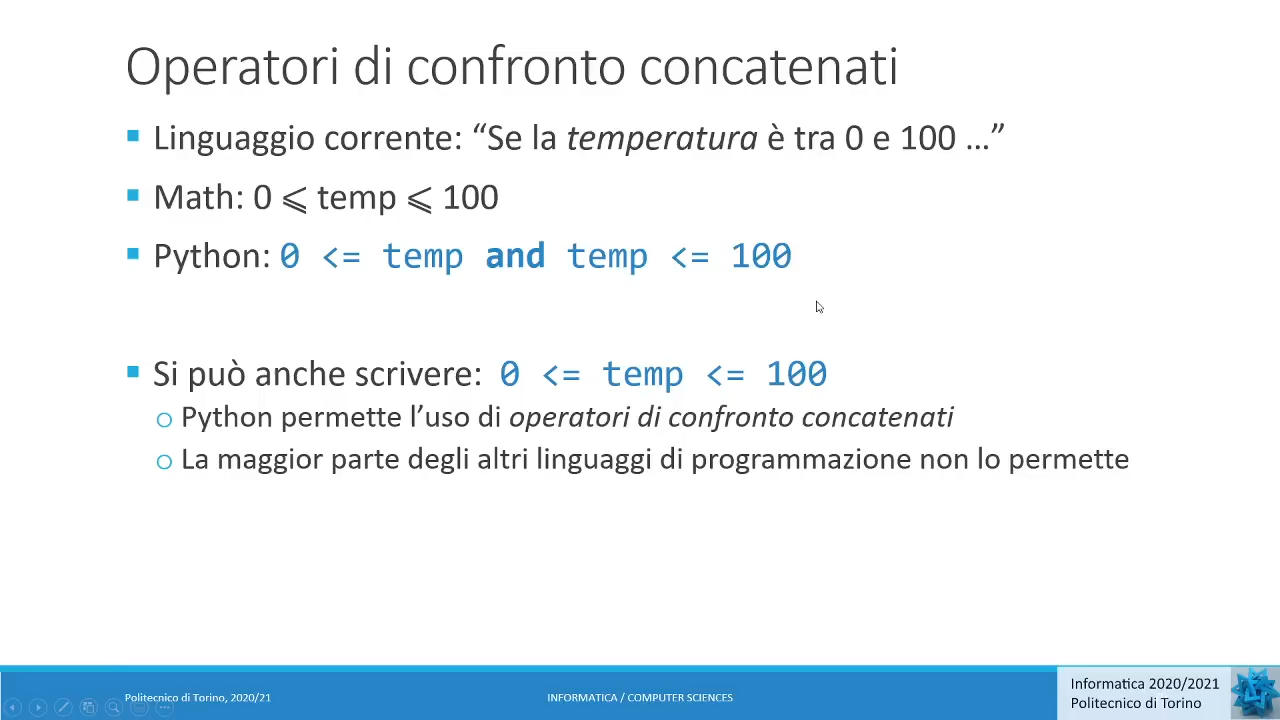 Operatori di confronto concatenati
Linguaggio corrente: “Se la temperatura è tra 0 e 100 …”
Math: 0 ⩽ temp ⩽ 100
Python: 0 <= temp and temp <= 100
Si può anche scrivere: 0 <= temp <= 100
Python permette l’uso di operatori di confronto concatenati
La maggior parte degli altri linguaggi di programmazione non lo permette
Politecnico di Torino, 2020/21
INFORMATICA / COMPUTER SCIENCES
Informatica 2020/2021
Politecnico di Torino